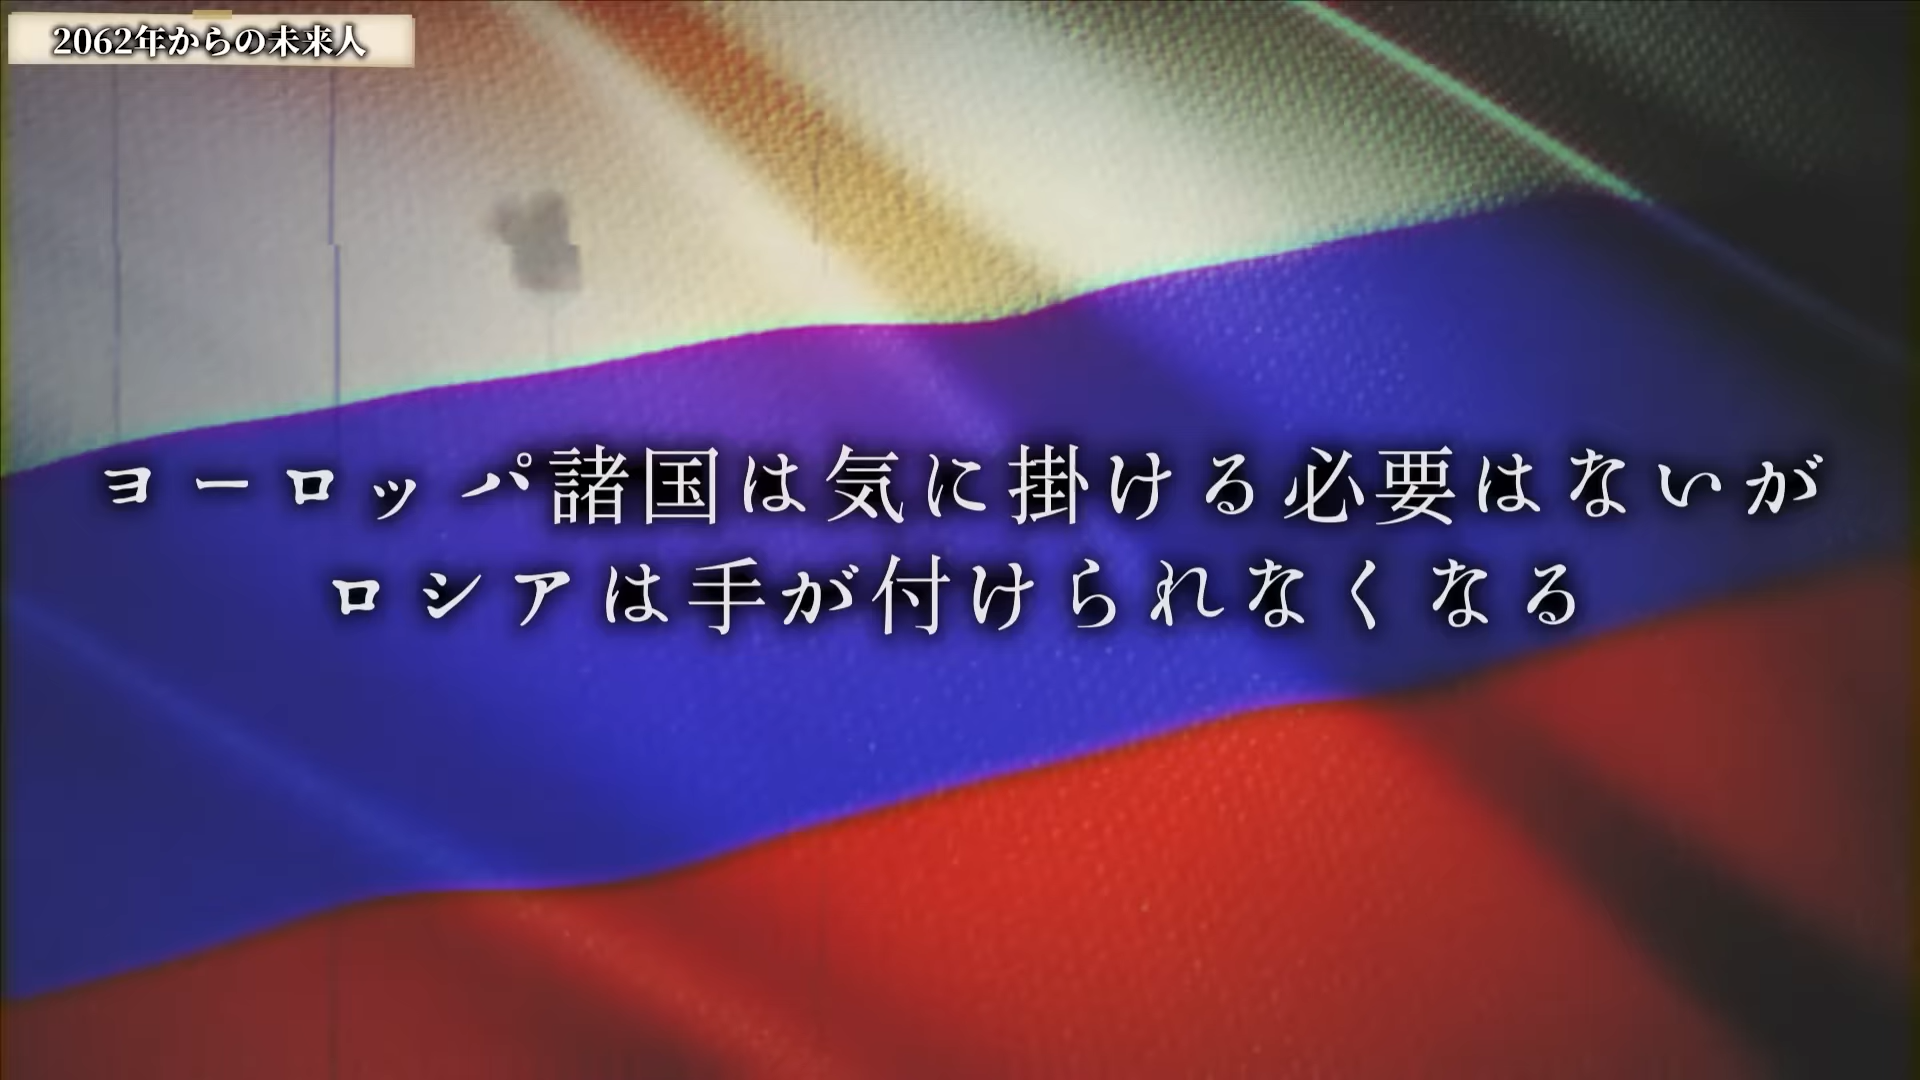 2062年からの未来人
ヨーロッパ諸国は気に掛ける必要はないが
ロシアは手が付けられなくなる